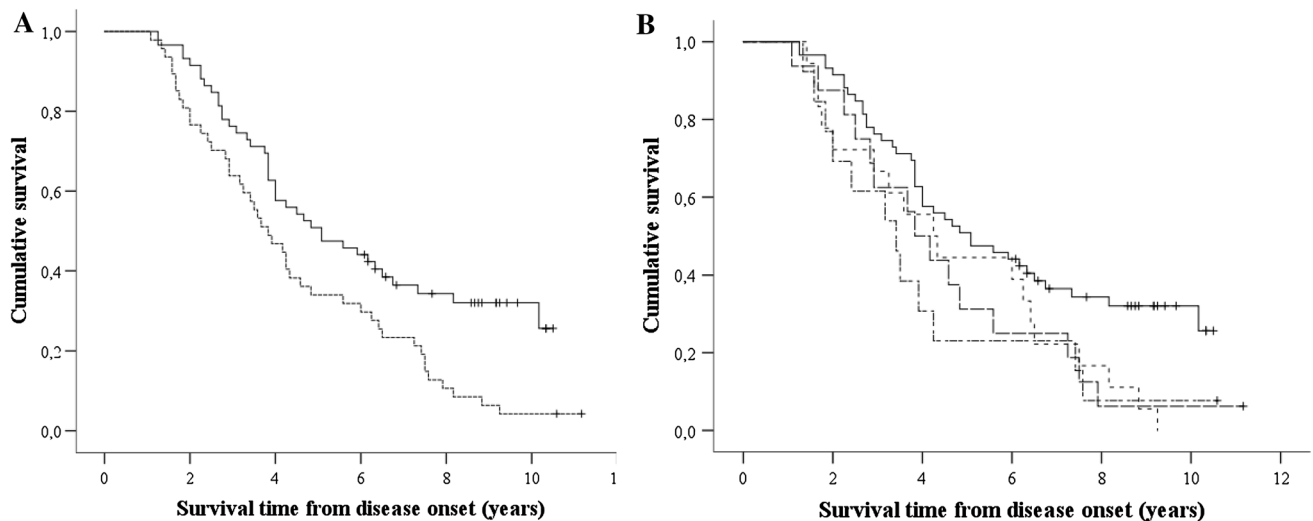 A
1,0
0,8
0,6
0,4
0,2
0,0
Cumulative survival
0 2 4 6 8 10 1
Survival time from disease onset (years)
B
1,0
0,8
0,6
0,4
0,2
0,0
Cumulative survival
0 2 4 6 8 10 12
Survival time from disease onset (years)